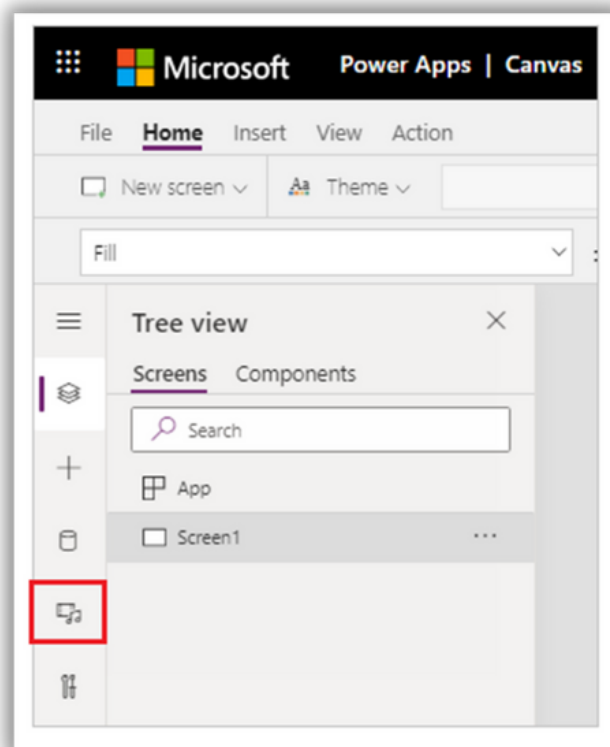 Microsoft Power Apps | Canvas
File Home Insert View Action
New screen Aa Theme
Fill
Tree view
Screens Components
Search
App
Screen1